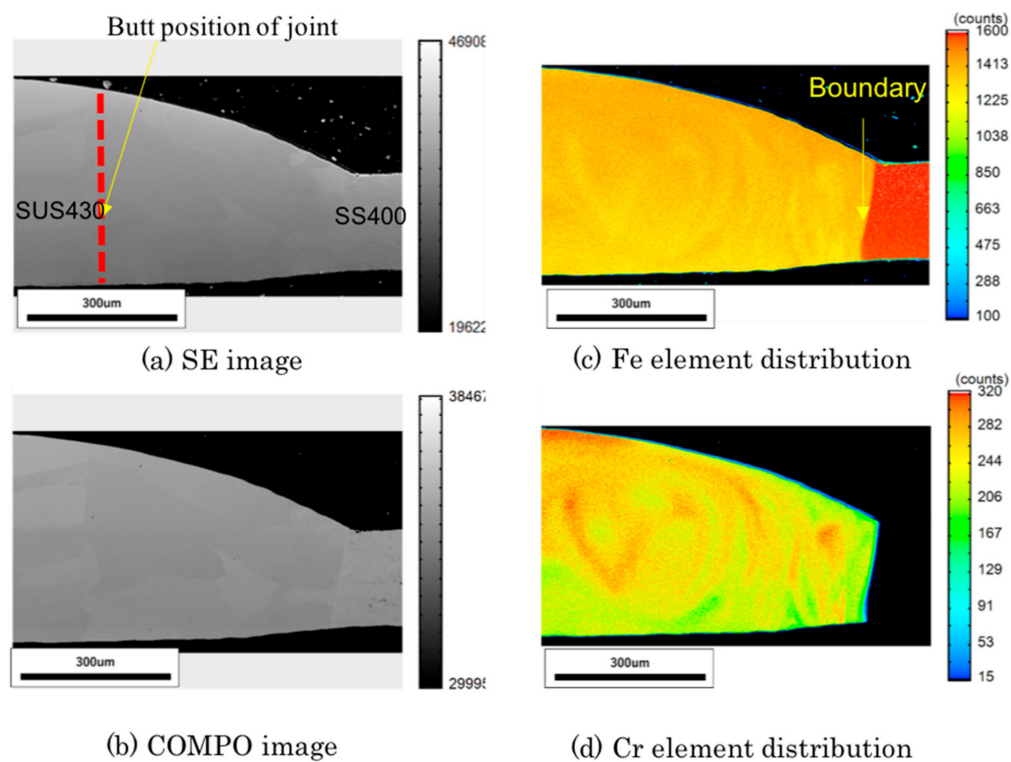 Butt position of joint
46908
SUS430
SS400
300um
19622
(a) SE image
(counts)
1600
1413
1225
1038
850
663
475
288
100
Boundary
300um
(c) Fe element distribution
38467
300um
29995
(b) COMPO image
(counts)
320
282
244
206
167
129
91
53
15
300um
(d) Cr element distribution